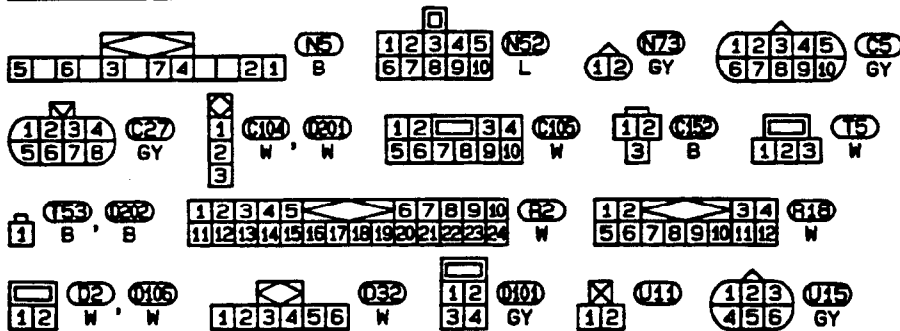 5 6 3 7 4 2 1 N5 B
1 2 3 4 5 6 7 8 9 10 N52 L
1 2 N73 GY
1 2 3 4 5 6 7 8 9 10 C5 GY
1 2 3 4 5 6 7 8 C27 GY
1 2 3 C104 W , D201 W
1 2 3 4 5 6 7 8 9 10 C105 W
1 2 3 C152 B
1 2 3 T5 W
1 T53 B , D202 B
1 2 3 4 5 6 7 8 9 10 11 12 13 14 15 16 17 18 19 20 21 22 23 24 R2 W
1 2 3 4 5 6 7 8 9 10 11 12 R18 W
1 2 D2 W , D106 W
1 2 3 4 5 6 D32 W
1 2 3 4 D101 GY
1 2 U11
1 2 3 4 5 6 U15 GY